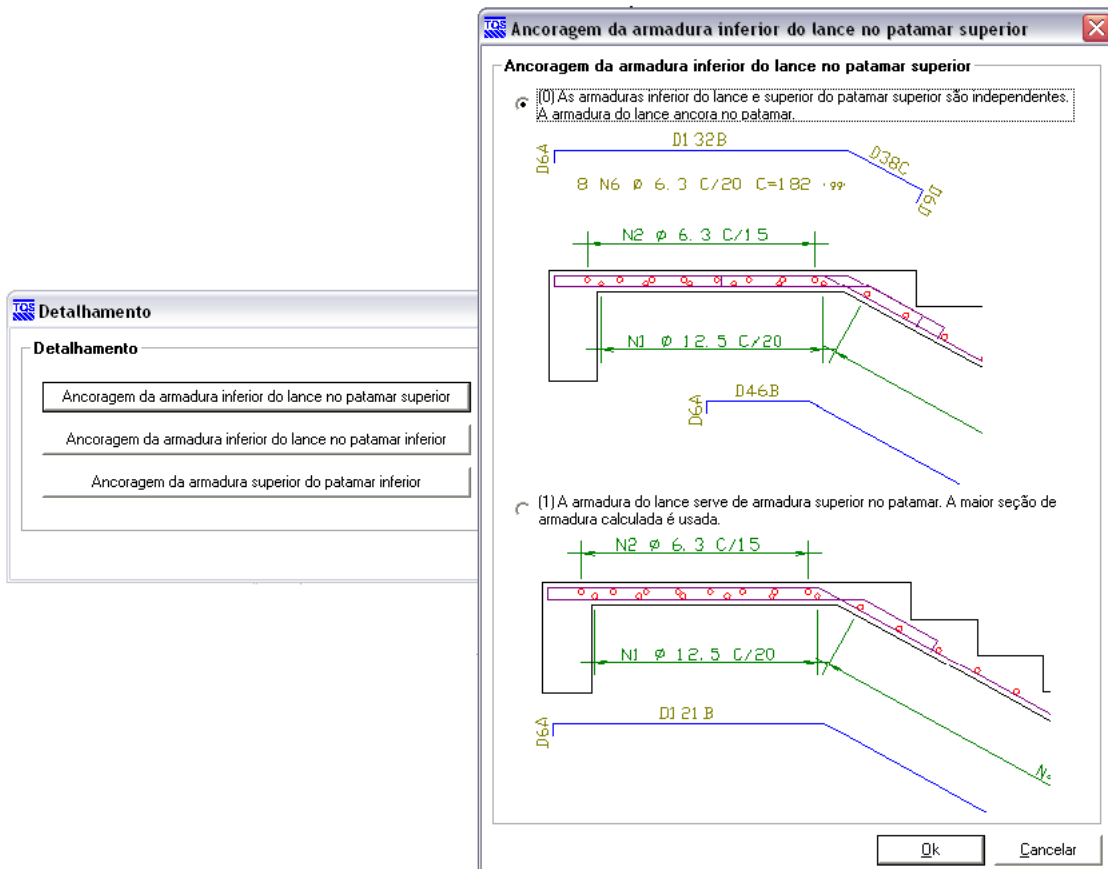 TQS Detalhamento
Detalhamento
Ancoragem da armadura inferior do lance no patamar superior
Ancoragem da armadura inferior do lance no patamar inferior
Ancoragem da armadura superior do patamar inferior
TQS Ancoragem da armadura inferior do lance no patamar superior
Ancoragem da armadura inferior do lance no patamar superior
(0) As armaduras inferior do lance e superior do patamar superior são independentes.
A armadura do lance ancora no patamar.
D132B
D6A
D38C
D6D
8 N6 ø 6.3 C/20 C=182
N2 ø 6.3 C/15
N1 ø 12.5 C/20
D46B
D6A
(1) A armadura do lance serve de armadura superior no patamar. A maior seção de
armadura calculada é usada.
N2 ø 6.3 C/15
N1 ø 12.5 C/20
D121B
D6A
Ok
Cancelar